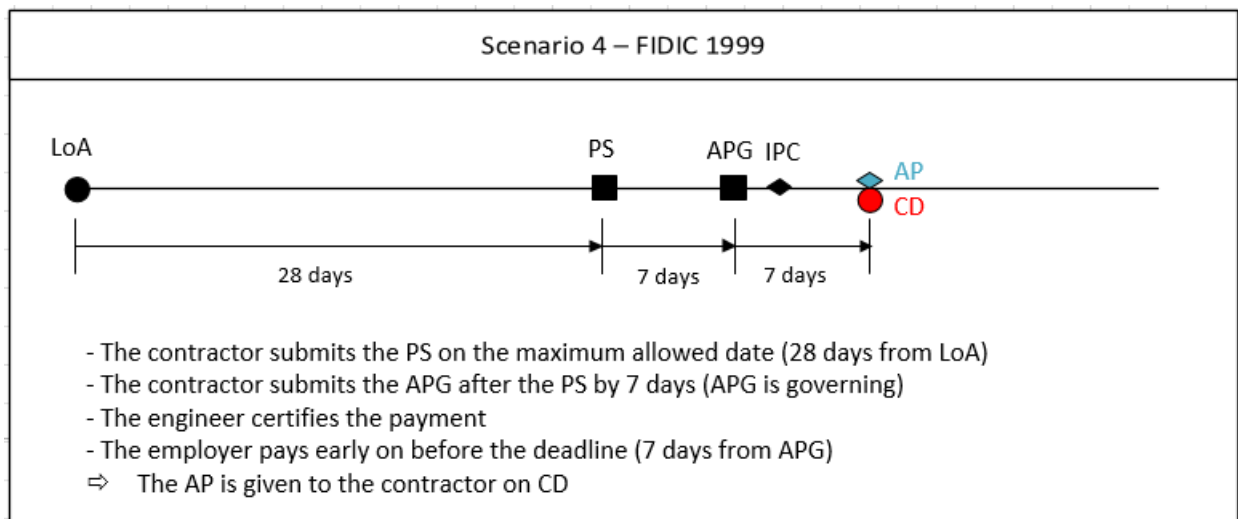 Scenario 4 – FIDIC 1999
LoA
PS
APG
IPC
AP
CD
28 days
7 days
7 days
- The contractor submits the PS on the maximum allowed date (28 days from LoA)
- The contractor submits the APG after the PS by 7 days (APG is governing)
- The engineer certifies the payment
- The employer pays early on before the deadline (7 days from APG)
⇨ The AP is given to the contractor on CD